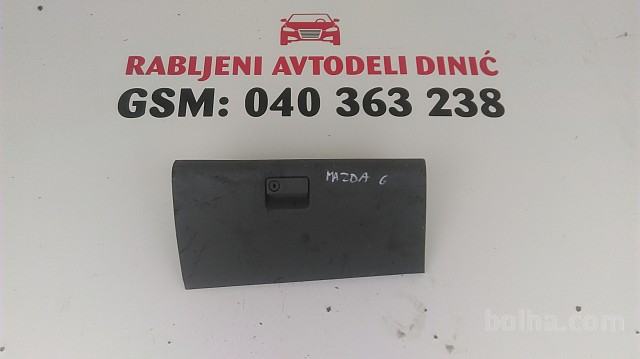 RABLJENI AVTODELI DINIĆ
GSM: 040 363 238
MAZDA 6
bolha.com